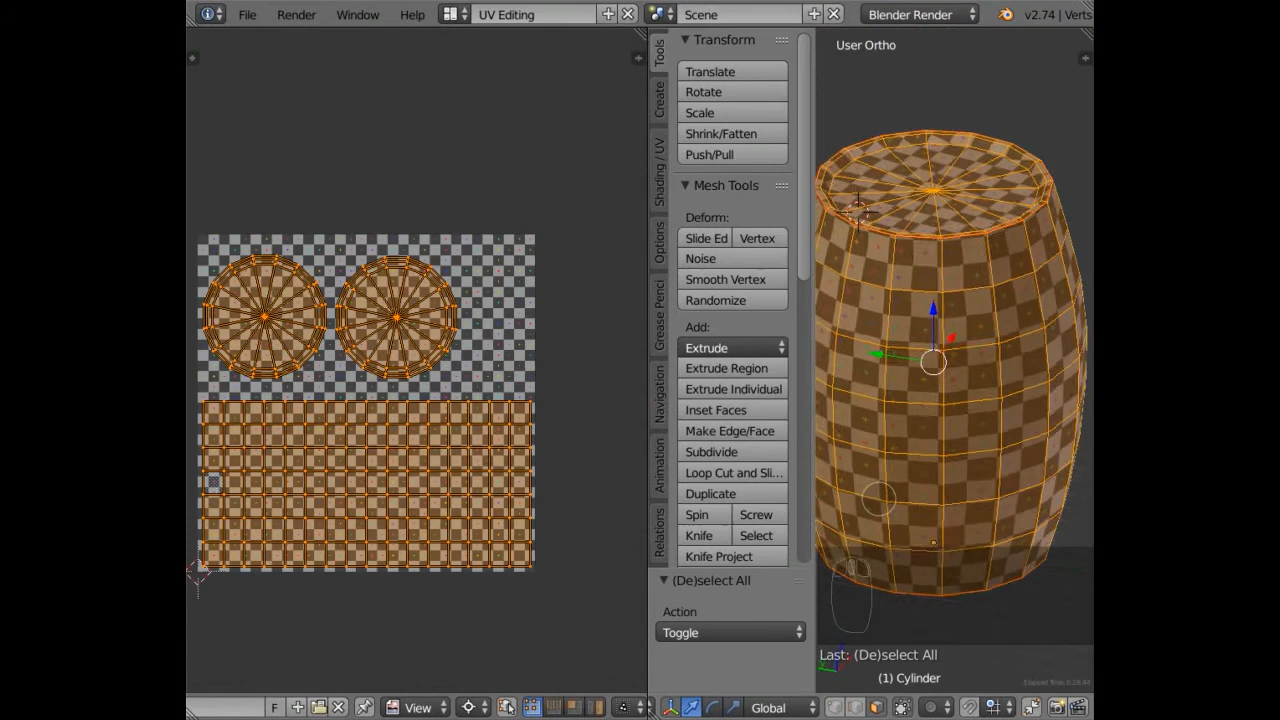 File Render Window Help UV Editing Scene Blender Render v2.74 | Verts
Transform
Translate
Rotate
Scale
Shrink/Fatten
Push/Pull
Mesh Tools
Deform:
Slide Ed Vertex
Noise
Smooth Vertex
Randomize
Add:
Extrude
Extrude Region
Extrude Individual
Inset Faces
Make Edge/Face
Subdivide
Loop Cut and Sli...
Duplicate
Spin Screw
Knife Select
Knife Project
Tools
Create
Shading / UV
Options
Grease Penci
Navigation
Animation
Relations
(De)select All
Action
Toggle
User Ortho
Last: (De)select All
(1) Cylinder
F View Global